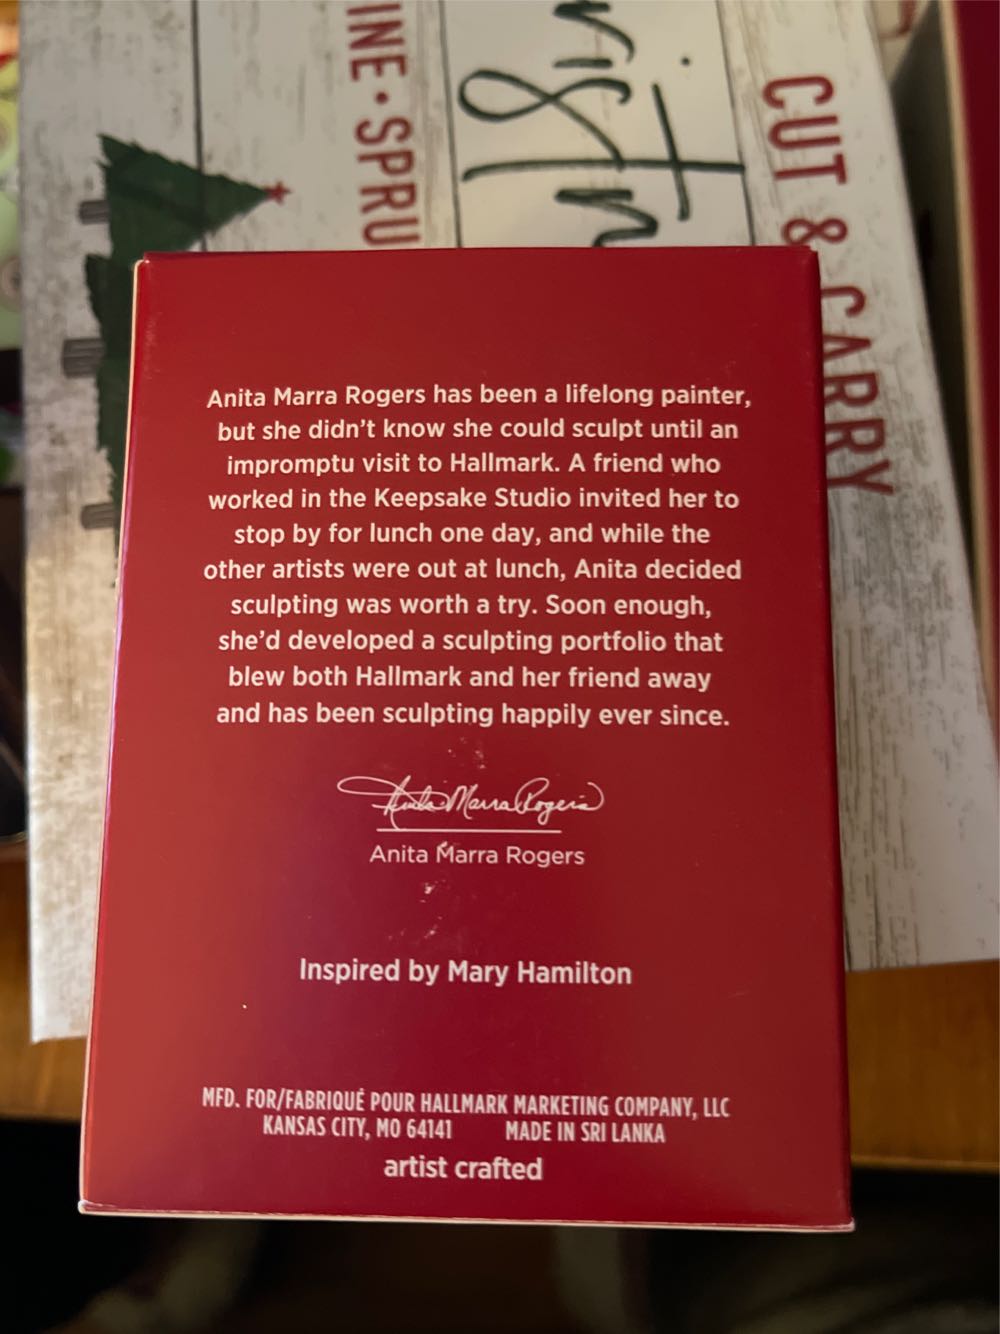 Anita Marra Rogers has been a lifelong painter,
but she didn't know she could sculpt until an
impromptu visit to Hallmark. A friend who
worked in the Keepsake Studio invited her to
stop by for lunch one day, and while the
other artists were out at lunch, Anita decided
sculpting was worth a try. Soon enough,
she'd developed a sculpting portfolio that
blew both Hallmark and her friend away
and has been sculpting happily ever since.
Anita Marra Rogers
Anita Marra Rogers
Inspired by Mary Hamilton
MFD. FOR/FABRIQUÉ POUR HALLMARK MARKETING COMPANY, LLC
KANSAS CITY, MO 64141 MADE IN SRI LANKA
artist crafted
CUT & CARRY